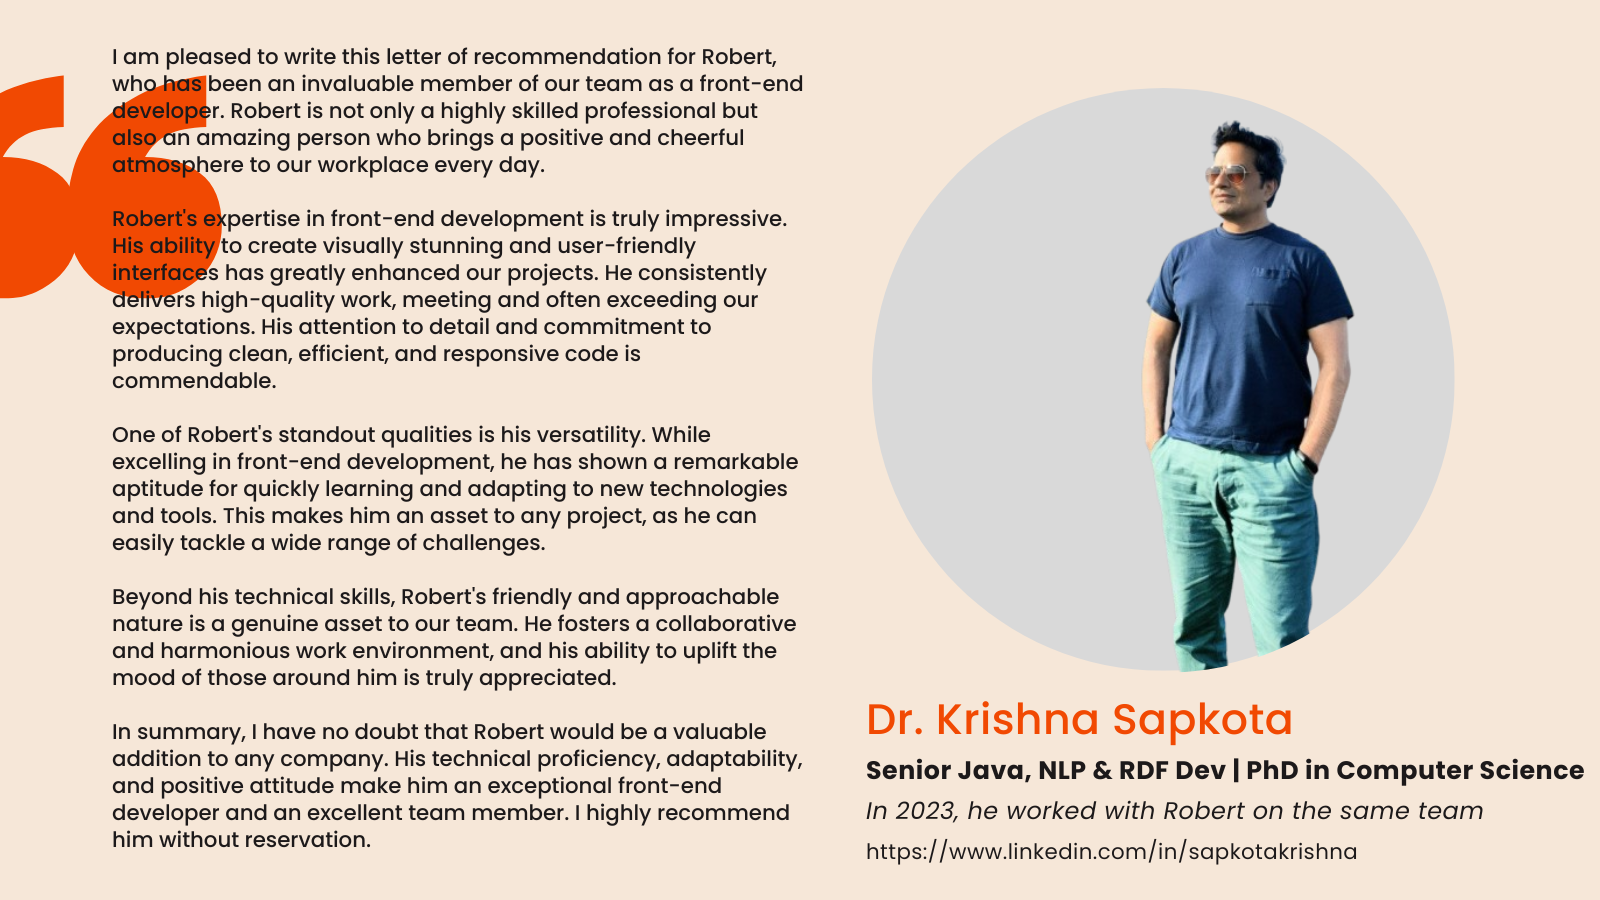 I am pleased to write this letter of recommendation for Robert,
who has been an invaluable member of our team as a front-end
developer. Robert is not only a highly skilled professional but
also an amazing person who brings a positive and cheerful
atmosphere to our workplace every day.
Robert's expertise in front-end development is truly impressive.
His ability to create visually stunning and user-friendly
interfaces has greatly enhanced our projects. He consistently
delivers high-quality work, meeting and often exceeding our
expectations. His attention to detail and commitment to
producing clean, efficient, and responsive code is
commendable.
One of Robert's standout qualities is his versatility. While
excelling in front-end development, he has shown a remarkable
aptitude for quickly learning and adapting to new technologies
and tools. This makes him an asset to any project, as he can
easily tackle a wide range of challenges.
Beyond his technical skills, Robert's friendly and approachable
nature is a genuine asset to our team. He fosters a collaborative
and harmonious work environment, and his ability to uplift the
mood of those around him is truly appreciated.
In summary, I have no doubt that Robert would be a valuable
addition to any company. His technical proficiency, adaptability,
and positive attitude make him an exceptional front-end
developer and an excellent team member. I highly recommend
him without reservation.
Dr. Krishna Sapkota
Senior Java, NLP & RDF Dev | PhD in Computer Science
In 2023, he worked with Robert on the same team
https://www.linkedin.com/in/sapkotakrishna